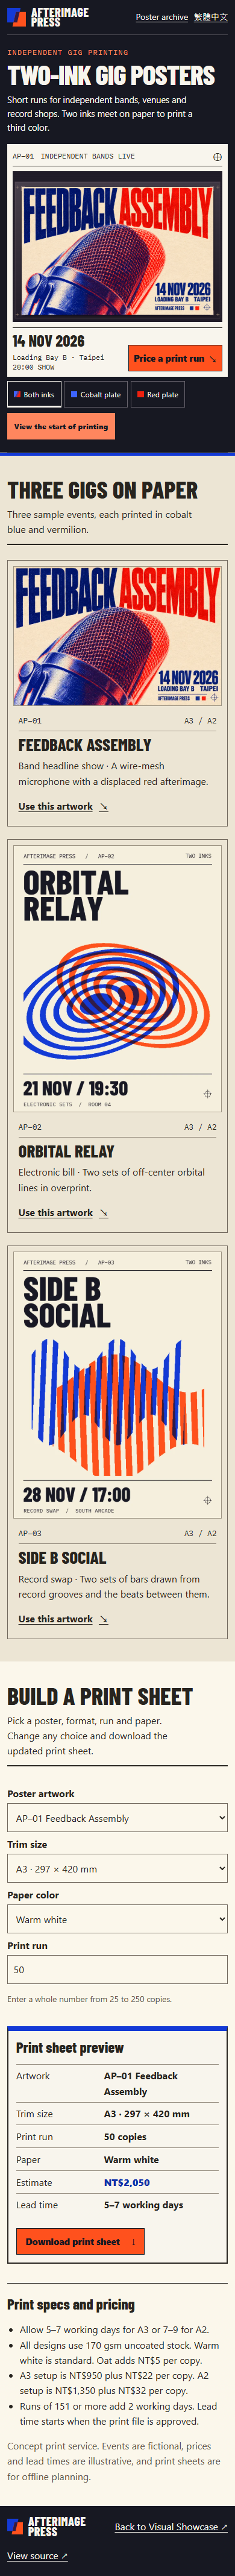 AFTERIMAGE
PRESS
Poster archive 繁體中文
INDEPENDENT GIG PRINTING
TWO-INK GIG POSTERS
Short runs for independent bands, venues and
record shops. Two inks meet on paper to print a
third color.
AP-01 INDEPENDENT BANDS LIVE
FEEDBACK ASSEMBLY
14 NOV 2026
LOADING BAY B TAIPEI
AFTERIMAGE PRESS
14 NOV 2026
Loading Bay B · Taipei
20:00 SHOW
Price a print run ↘
Both inks
Cobalt plate
Red plate
View the start of printing
THREE GIGS ON PAPER
Three sample events, each printed in cobalt
blue and vermilion.
FEEDBACK ASSEMBLY
14 NOV 2026
LOADING BAY B TAIPEI
AFTERIMAGE PRESS
AP-01 A3 / A2
FEEDBACK ASSEMBLY
Band headline show · A wire-mesh
microphone with a displaced red afterimage.
Use this artwork ↘
AFTERIMAGE PRESS / AP-02 TWO INKS
ORBITAL
RELAY
21 NOV / 19:30
ELECTRONIC SETS / ROOM 04
AP-02 A3 / A2
ORBITAL RELAY
Electronic bill · Two sets of off-center orbital
lines in overprint.
Use this artwork ↘
AFTERIMAGE PRESS / AP-03 TWO INKS
SIDE B
SOCIAL
28 NOV / 17:00
RECORD SWAP / SOUTH ARCADE
AP-03 A3 / A2
SIDE B SOCIAL
Record swap · Two sets of bars drawn from
record grooves and the beats between them.
Use this artwork ↘
BUILD A PRINT SHEET
Pick a poster, format, run and paper.
Change any choice and download the
updated print sheet.
Poster artwork
AP-01 Feedback Assembly
Trim size
A3 · 297 × 420 mm
Paper color
Warm white
Print run
50
Enter a whole number from 25 to 250 copies.
Print sheet preview
Artwork AP-01 Feedback
Assembly
Trim size A3 · 297 × 420 mm
Print run 50 copies
Paper Warm white
Estimate NT$2,050
Lead time 5–7 working days
Download print sheet ↓
Print specs and pricing
• Allow 5–7 working days for A3 or 7–9 for A2.
• All designs use 170 gsm uncoated stock. Warm
white is standard. Oat adds NT$5 per copy.
• A3 setup is NT$950 plus NT$22 per copy. A2
setup is NT$1,350 plus NT$32 per copy.
• Runs of 151 or more add 2 working days. Lead
time starts when the print file is approved.
Concept print service. Events are fictional, prices
and lead times are illustrative, and print sheets are
for offline planning.
AFTERIMAGE
PRESS
Back to Visual Showcase ↗
View source ↗